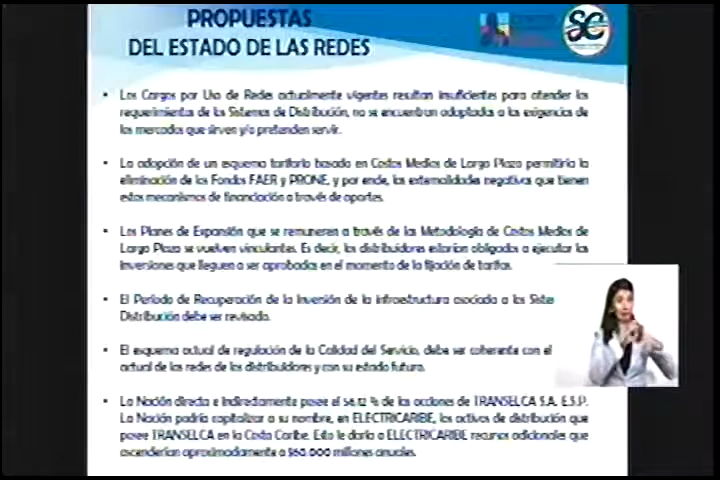 PROPUESTAS
DEL ESTADO DE LAS REDES
SC
• Los Cargos por Uso de Redes actualmente vigentes resultan insuficientes para atender los
requerimientos de los Sistemas de Distribución, no se encuentran adaptados a las exigencias de
los mercados que sirven y/o pretenden servir.
• La adopción de un esquema tarifario basado en Costos Medios de Largo Plazo permitiría la
eliminación de los Fondos FAER y PRONE, y por ende, las externalidades negativas que tienen
estos mecanismos de financiación a través de aportes.
• Los Planes de Expansión que se remuneren a través de las Metodología de Costos Medios de
Largo Plazo se vuelven vinculantes. Es decir, los distribuidores estarían obligados a ejecutar las
inversiones que lleguen a ser aprobadas en el momento de la fijación de tarifas.
• El Período de Recuperación de la Inversión de la infraestructura asociada a los Siste
Distribución debe ser revisado.
• El esquema actual de regulación de la Calidad del Servicio, debe ser coherente con el
actual de las redes de los distribuidores y con su estado futuro.
• La Nación directa e indirectamente posee el 56,12 % de las acciones de TRANSELCA S.A. E.S.P.
La Nación podría capitalizar a su nombre, en ELECTRICARIBE, los activos de distribución que
posee TRANSELCA en la Costa Caribe. Esto le daría a ELECTRICARIBE recursos adicionales que
ascenderían aproximadamente a $60.000 millones anuales.